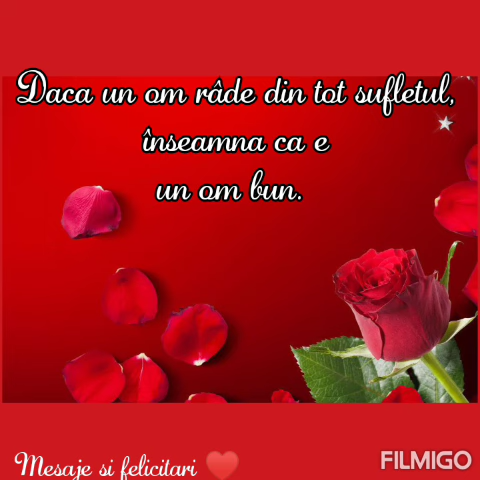 Daca un om râde din tot sufletul,
înseamna ca e
un om bun.
Mesaje si felicitari ❤️
FILMIGO